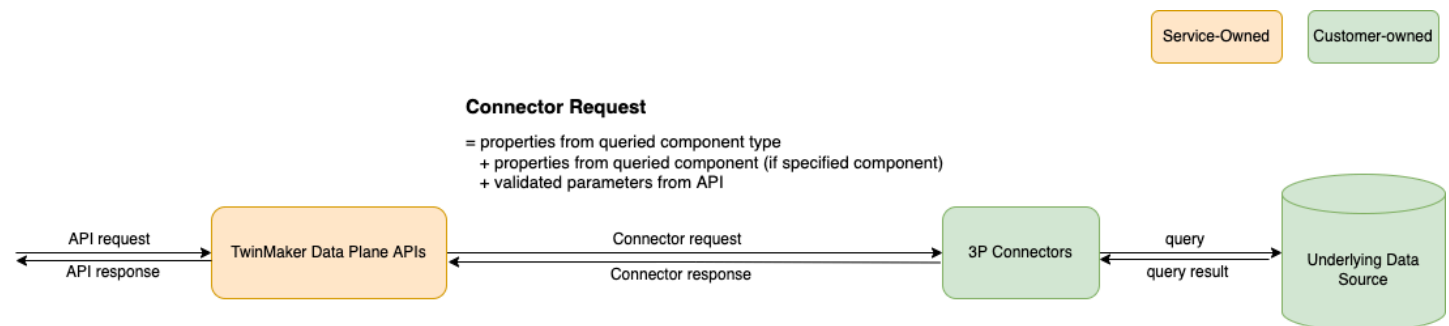 Service-Owned
Customer-owned
Connector Request
= properties from queried component type
+ properties from queried component (if specified component)
+ validated parameters from API
API request
API response
TwinMaker Data Plane APIs
Connector request
Connector response
3P Connectors
query
query result
Underlying Data
Source